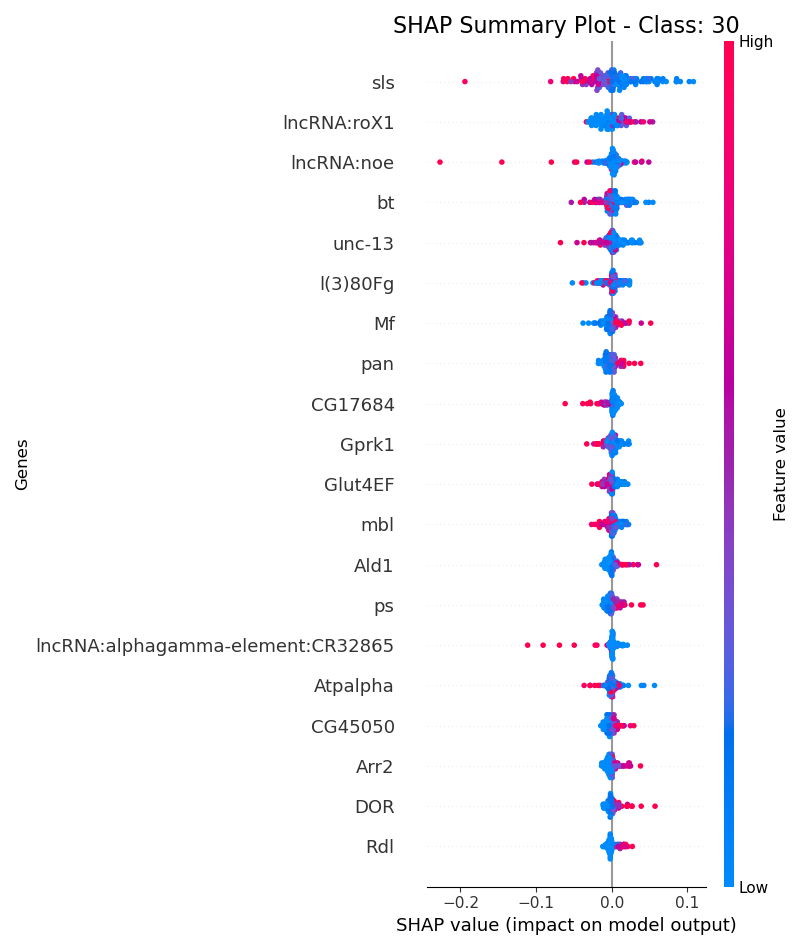 SHAP Summary Plot - Class: 30
High
sls
lncRNA:roX1
lncRNA:noe
bt
unc-13
l(3)80Fg
Mf
pan
CG17684
Gprk1
Glut4EF
mbl
Ald1
ps
lncRNA:alphagamma-element:CR32865
Atpalpha
CG45050
Arr2
DOR
Rdl
Genes
Feature value
Low
−0.2 −0.1 0.0 0.1
SHAP value (impact on model output)